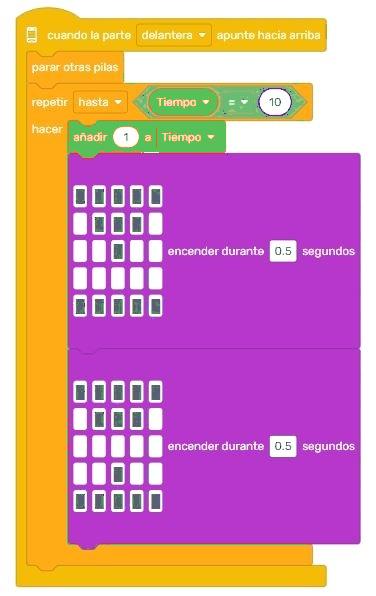 cuando la parte delantera apunte hacia arriba
parar otras pilas
repetir hasta Tiempo = 10
hacer
añadir 1 a Tiempo
encender durante 0.5 segundos
encender durante 0.5 segundos